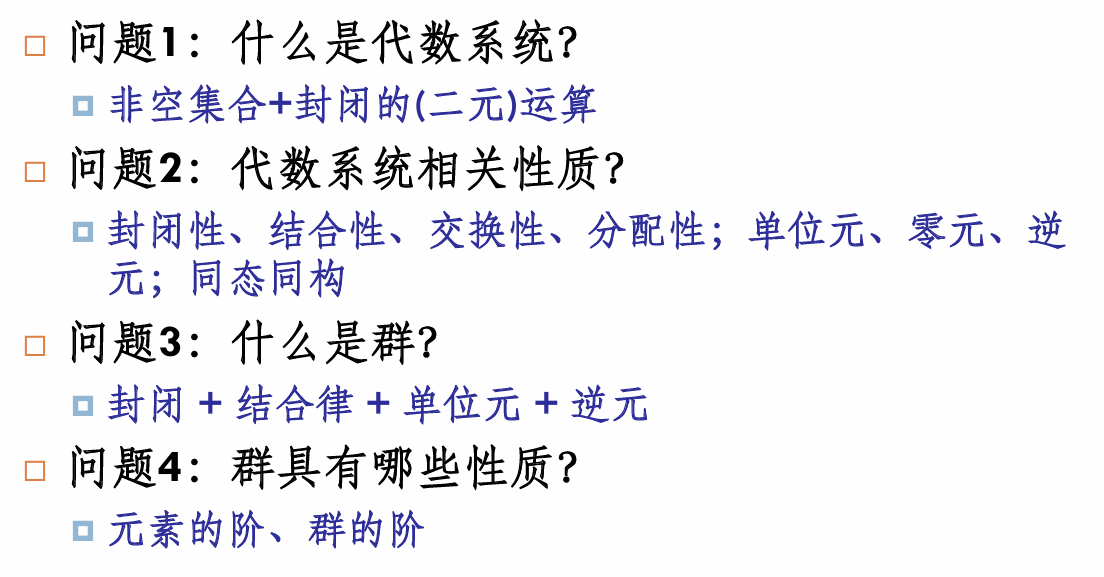 问题1：什么是代数系统？
非空集合+封闭的(二元)运算
问题2：代数系统相关性质？
封闭性、结合性、交换性、分配性；单位元、零元、逆
元；同态同构
问题3：什么是群？
封闭 + 结合律 + 单位元 + 逆元
问题4：群具有哪些性质？
元素的阶、群的阶